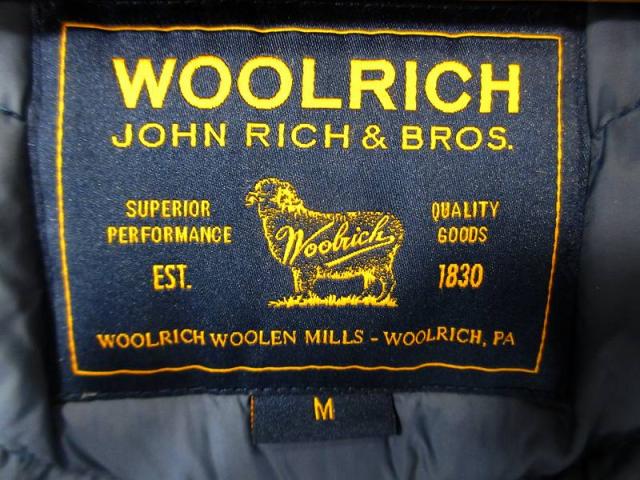 WOOLRICH
JOHN RICH & BROS.
SUPERIOR
PERFORMANCE
EST.
Woolrich
QUALITY
GOODS
1830
WOOLRICH WOOLEN MILLS - WOOLRICH, PA
M